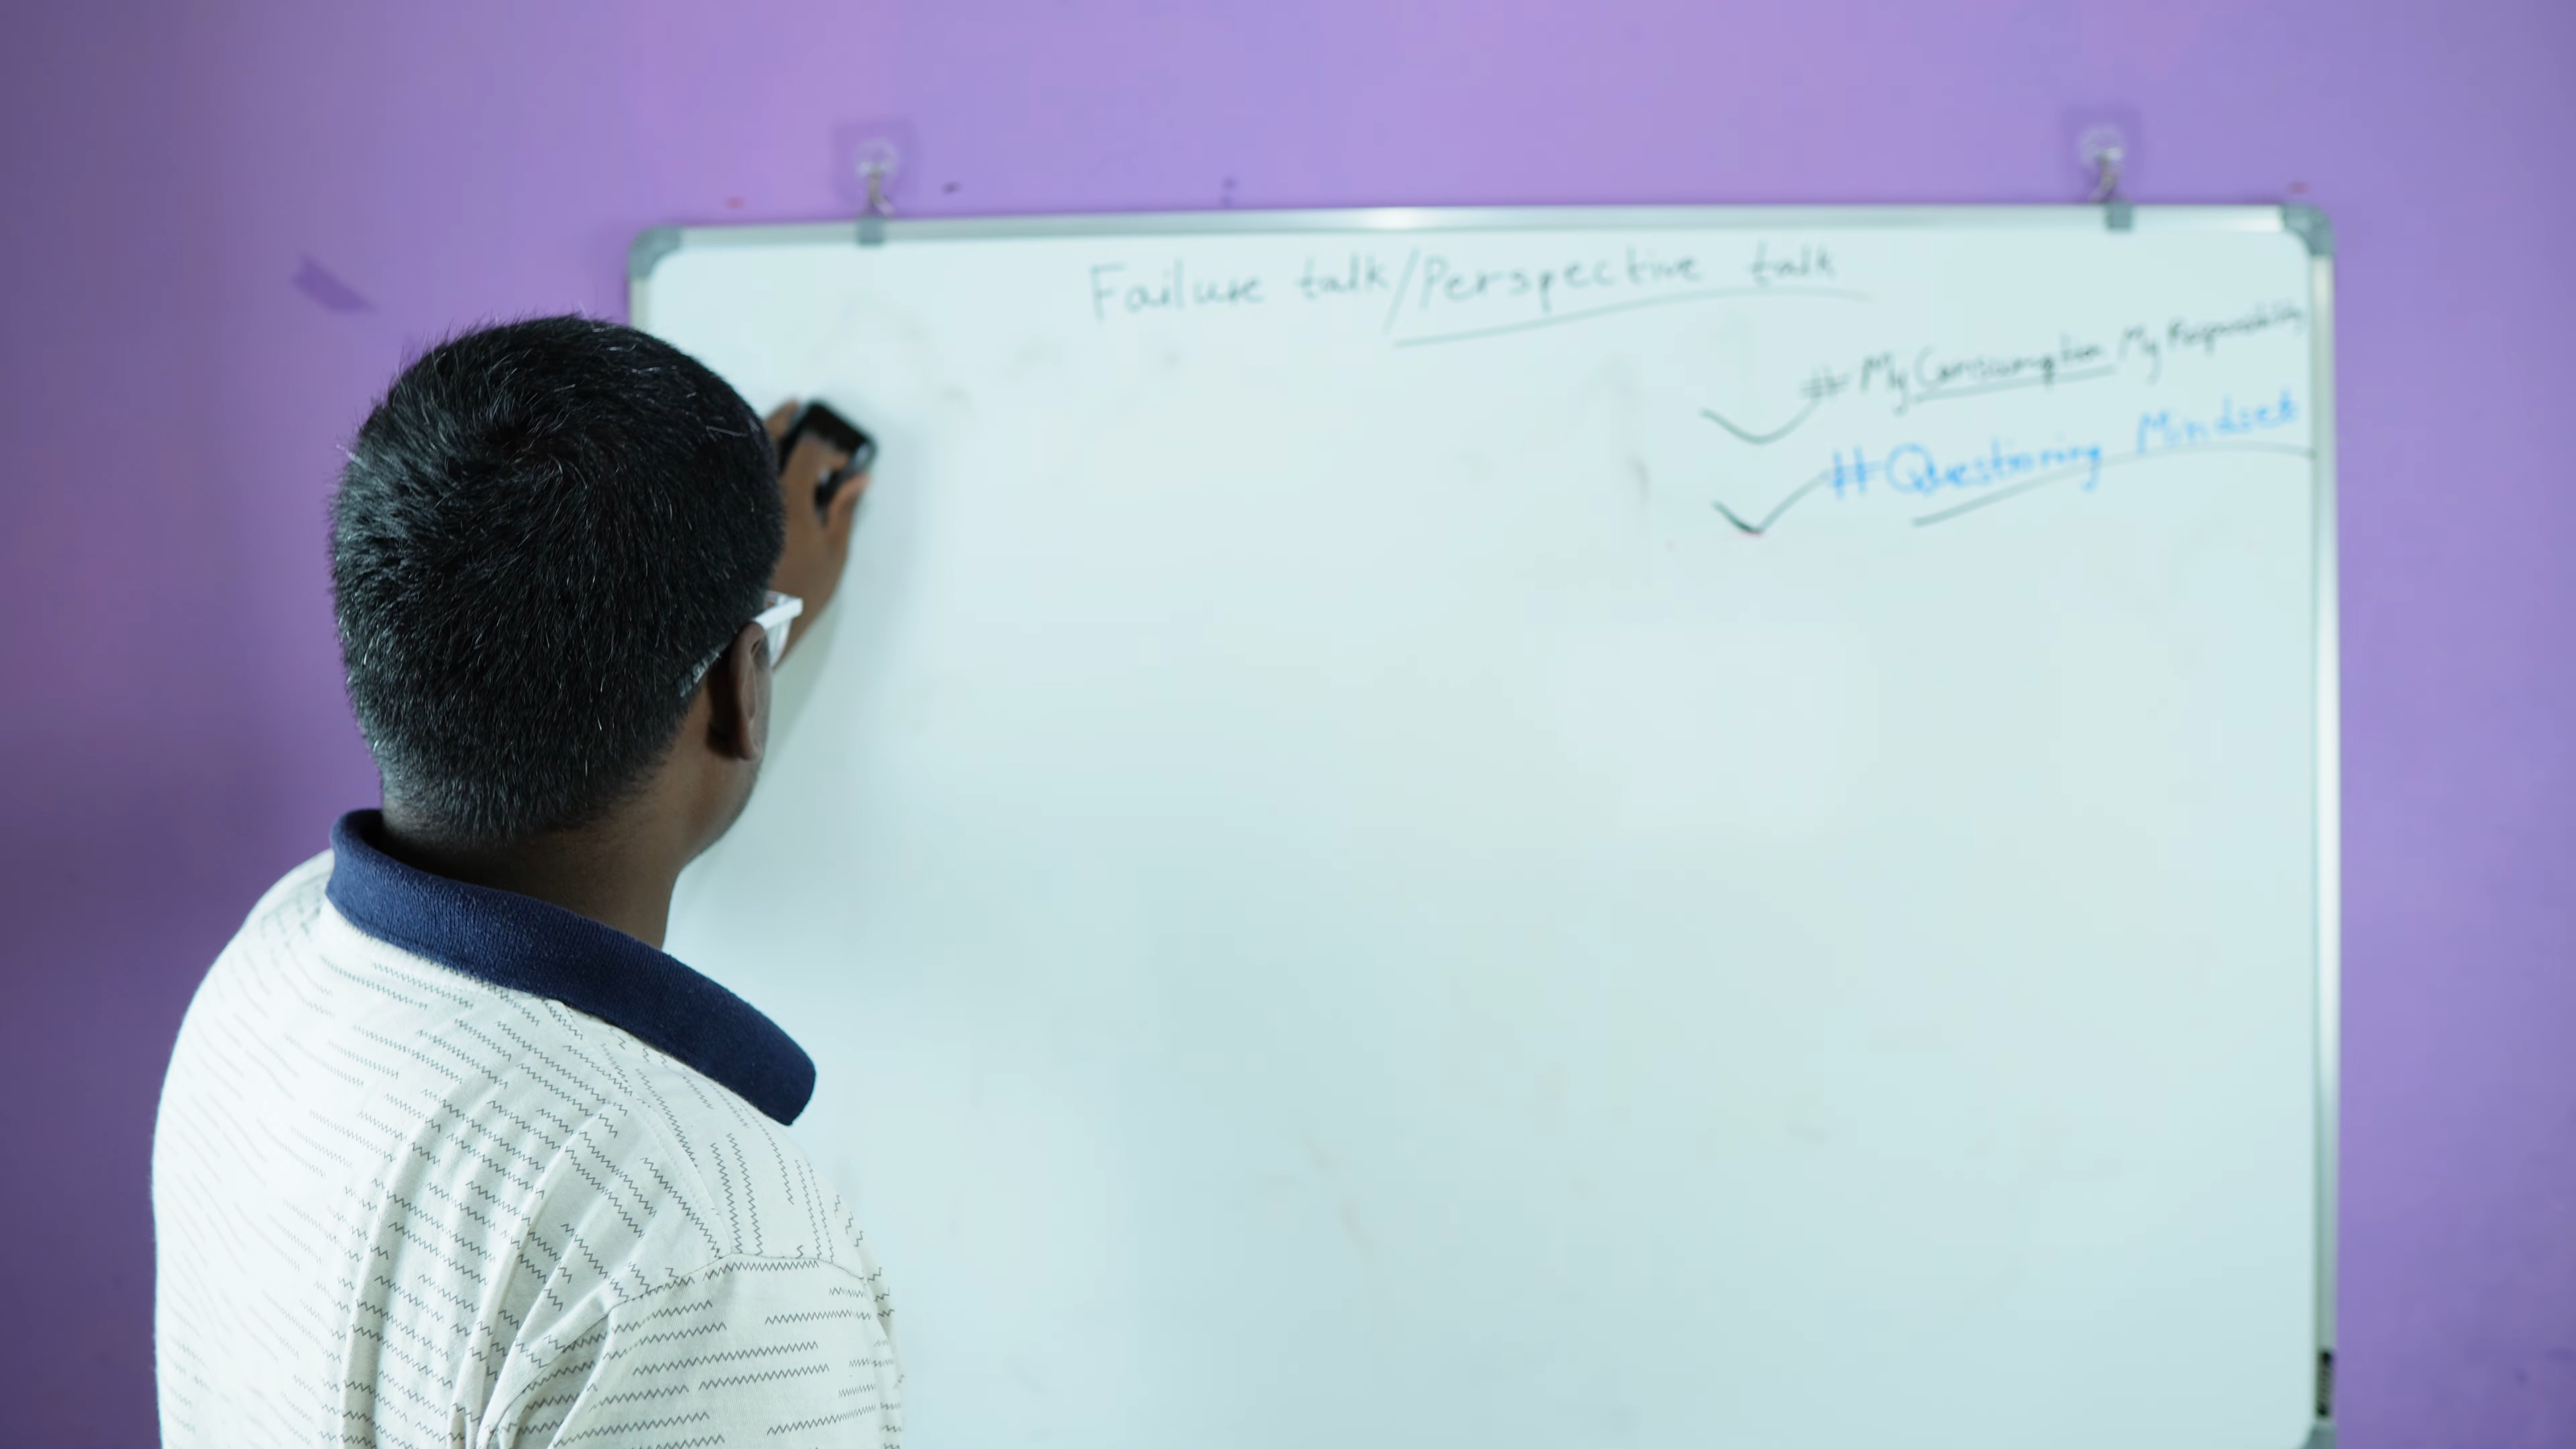 Failure talk/Perspective talk
# My Consumption My Responsibility
# Questioning Mindset